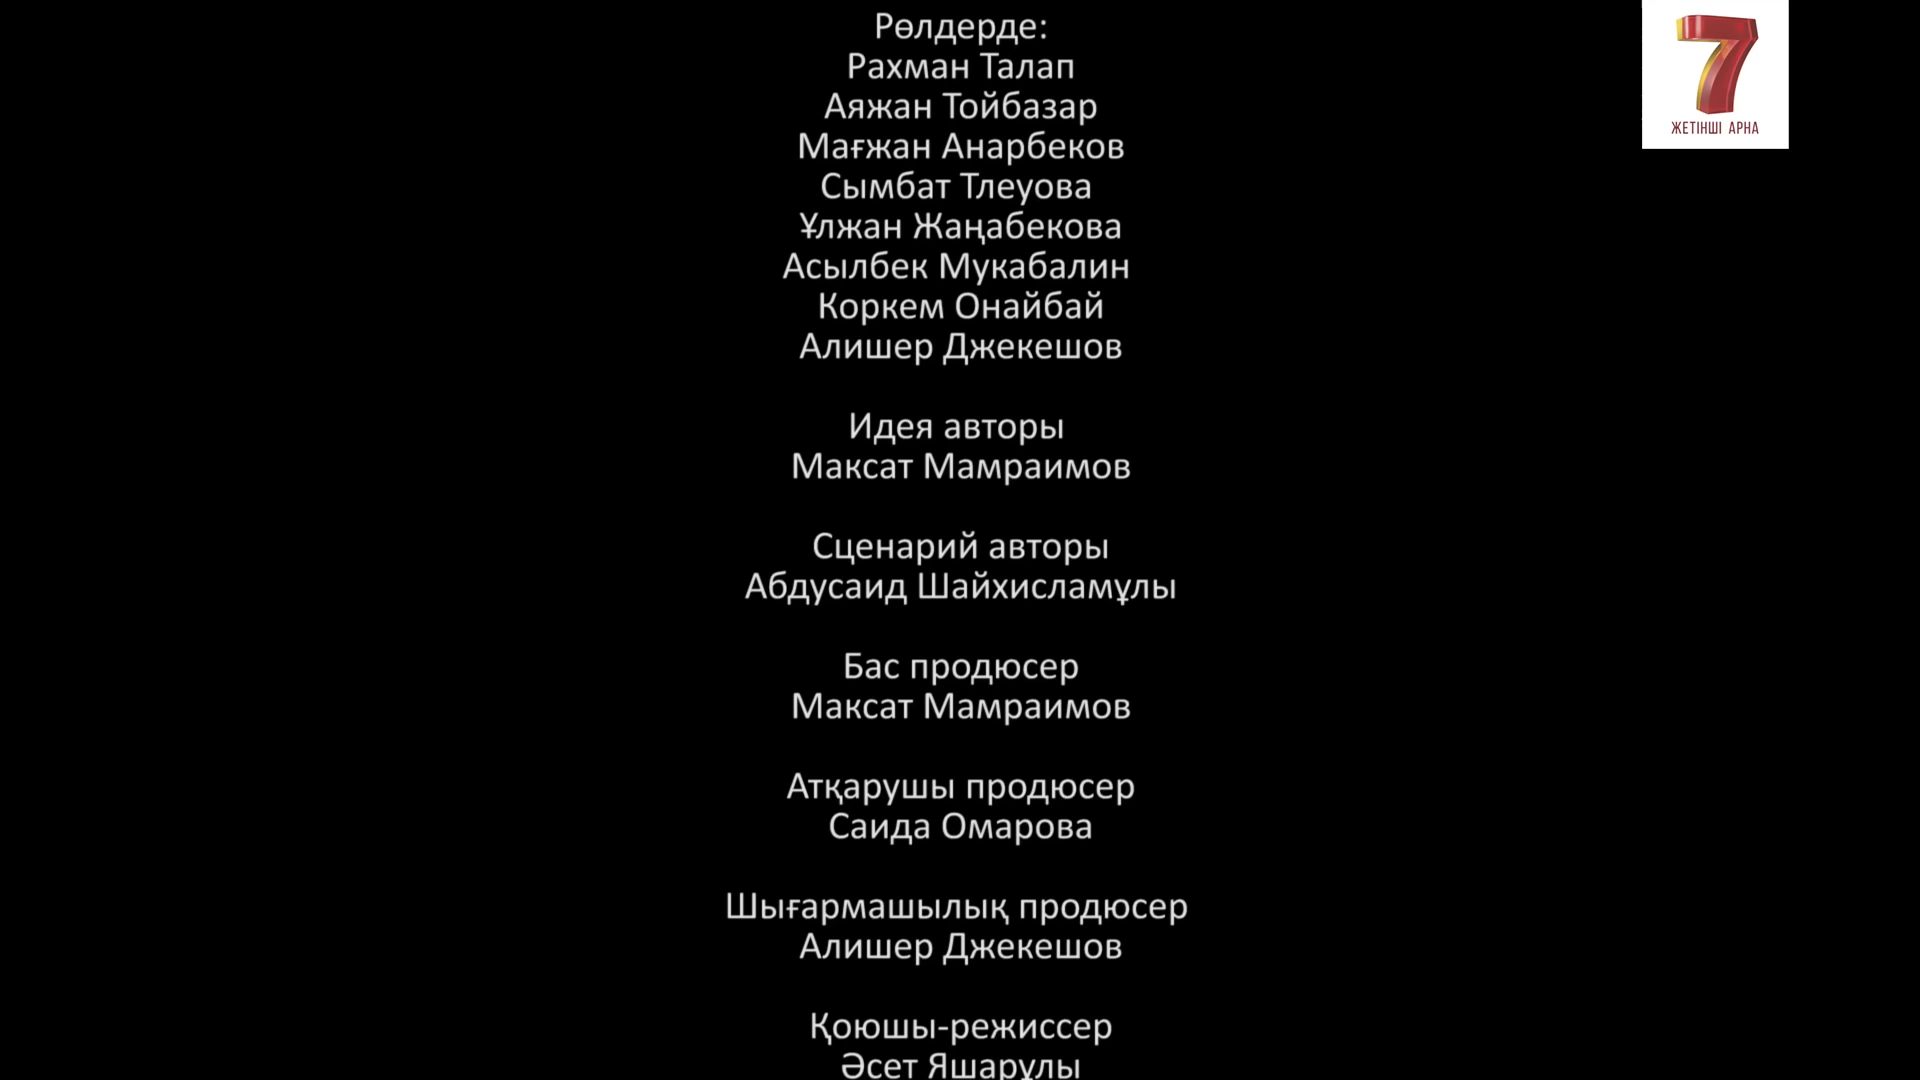 Рөлдерде:
Рахман Талап
Аяжан Тойбазар
Мағжан Анарбеков
Сымбат Тлеуова
Ұлжан Жаңабекова
Асылбек Мукабалин
Коркем Онайбай
Алишер Джекешов
Идея авторы
Максат Мамраимов
Сценарий авторы
Абдусаид Шайхисламұлы
Бас продюсер
Максат Мамраимов
Атқарушы продюсер
Саида Омарова
Шығармашылық продюсер
Алишер Джекешов
Қоюшы-режиссер
Әсет Яшарұлы
7
ЖЕТІНШІ АРНА